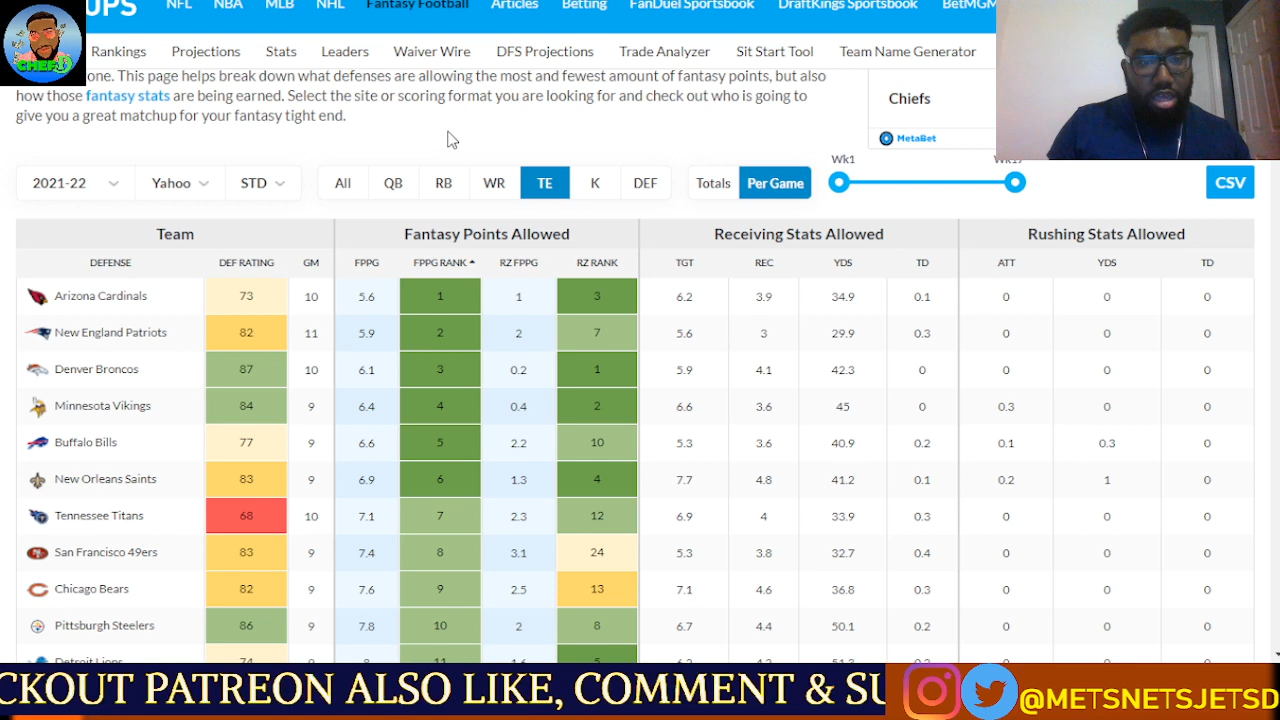 UPS NFL NBA MLB NHL Fantasy Football Articles Betting FanDuel Sportsbook DraftKings Sportsbook BetMGM
CHEF
Rankings Projections Stats Leaders Waiver Wire DFS Projections Trade Analyzer Sit Start Tool Team Name Generator
one. This page helps break down what defenses are allowing the most and fewest amount of fantasy points, but also
how those fantasy stats are being earned. Select the site or scoring format you are looking for and check out who is going to
give you a great matchup for your fantasy tight end.
Chiefs
MetaBet
Wk1
2021-22 Yahoo STD All QB RB WR TE K DEF Totals Per Game CSV
Team Fantasy Points Allowed Receiving Stats Allowed Rushing Stats Allowed
DEFENSE DEF RATING GM FPPG FPPG RANK RZ FPPG RZ RANK TGT REC YDS TD ATT YDS TD
Arizona Cardinals 73 10 5.6 1 1 3 6.2 3.9 34.9 0.1 0 0 0
New England Patriots 82 11 5.9 2 2 7 5.6 3 29.9 0.3 0 0 0
Denver Broncos 87 10 6.1 3 0.2 1 5.9 4.1 42.3 0 0 0 0
Minnesota Vikings 84 9 6.4 4 0.4 2 6.6 3.6 45 0 0.3 0 0
Buffalo Bills 77 9 6.6 5 2.2 10 5.3 3.6 40.9 0.2 0.1 0.3 0
New Orleans Saints 83 9 6.9 6 1.3 4 7.7 4.8 41.2 0.1 0.2 1 0
Tennessee Titans 68 10 7.1 7 2.3 12 6.9 4 33.9 0.3 0 0 0
San Francisco 49ers 83 9 7.4 8 3.1 24 5.3 3.8 32.7 0.4 0 0 0
Chicago Bears 82 9 7.6 9 2.5 13 7.1 4.6 36.8 0.3 0 0 0
Pittsburgh Steelers 86 9 7.8 10 2 8 6.7 4.4 50.1 0.2 0 0 0
Detroit Lions 74 9 8 11 1.6 5 6.2 4.2 51.3
CKOUT PATREON ALSO LIKE, COMMENT & SU
@METSNETSJETSD